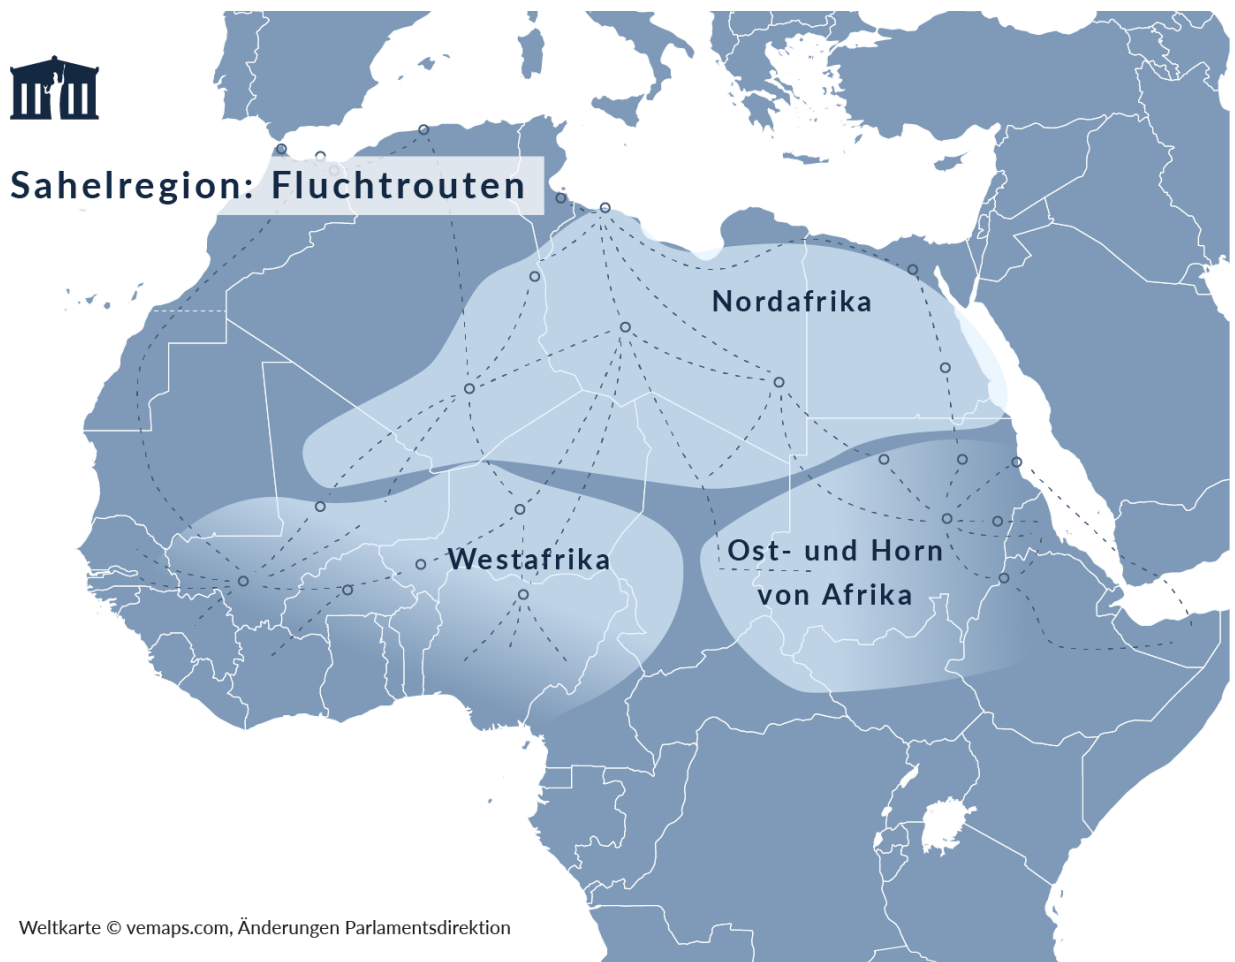 Sahelregion: Fluchtrouten
Nordafrika
Westafrika
Ost- und Horn
von Afrika
Weltkarte © vemaps.com, Änderungen Parlamentsdirektion